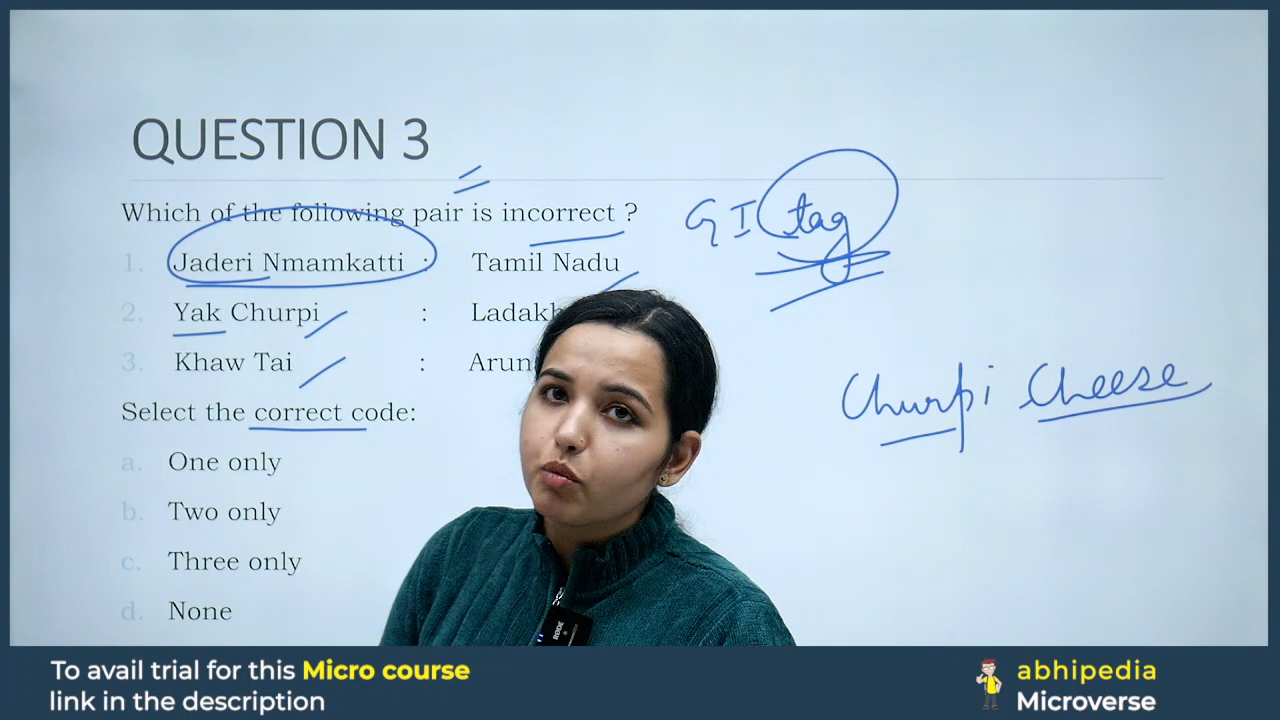 QUESTION 3
Which of the following pair is incorrect ?
GI tag
1. Jaderi Nmamkatti : Tamil Nadu
2. Yak Churpi : Ladakh
3. Khaw Tai : Arun
Churpi Cheese
Select the correct code:
a. One only
b. Two only
c. Three only
d. None
RODE
To avail trial for this Micro course
link in the description
abhipedia
Microverse